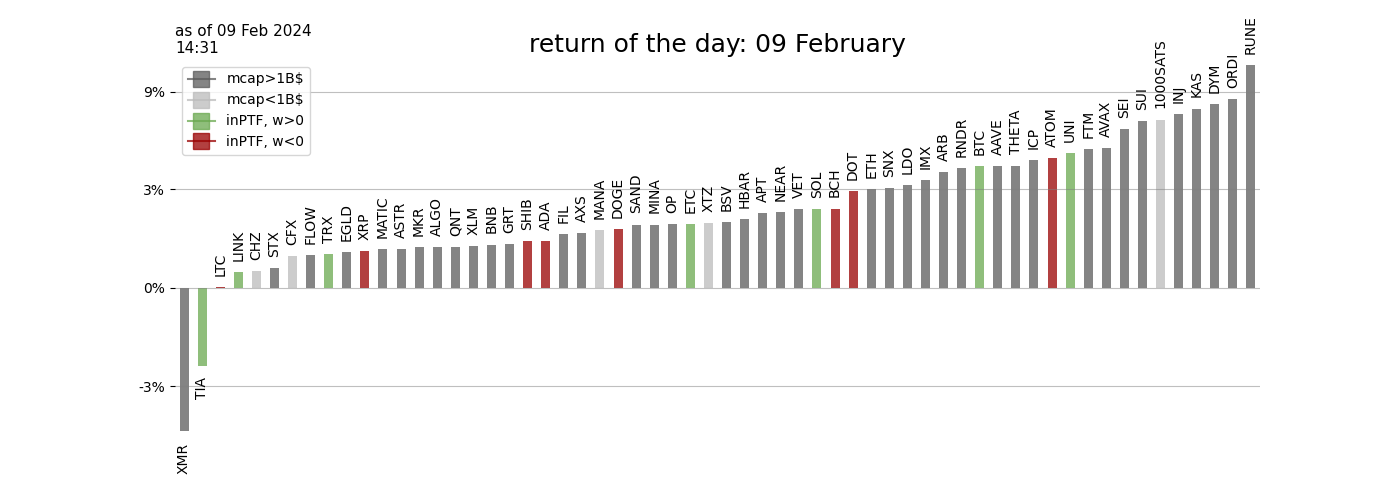 as of 09 Feb 2024
14:31
return of the day: 09 February
mcap>1B$
mcap<1B$
inPTF, w>0
inPTF, w<0
9%
3%
0%
-3%
XMR
TIA
LTC
LINK
CHZ
STX
CFX
FLOW
TRX
EGLD
XRP
MATIC
ASTR
MKR
ALGO
QNT
XLM
BNB
GRT
SHIB
ADA
FIL
AXS
MANA
DOGE
SAND
MINA
OP
ETC
XTZ
BSV
HBAR
APT
NEAR
VET
SOL
BCH
DOT
ETH
SNX
LDO
IMX
ARB
RNDR
BTC
AAVE
THETA
ICP
ATOM
UNI
FTM
AVAX
SEI
SUI
1000SATS
INJ
KAS
DYM
ORDI
RUNE